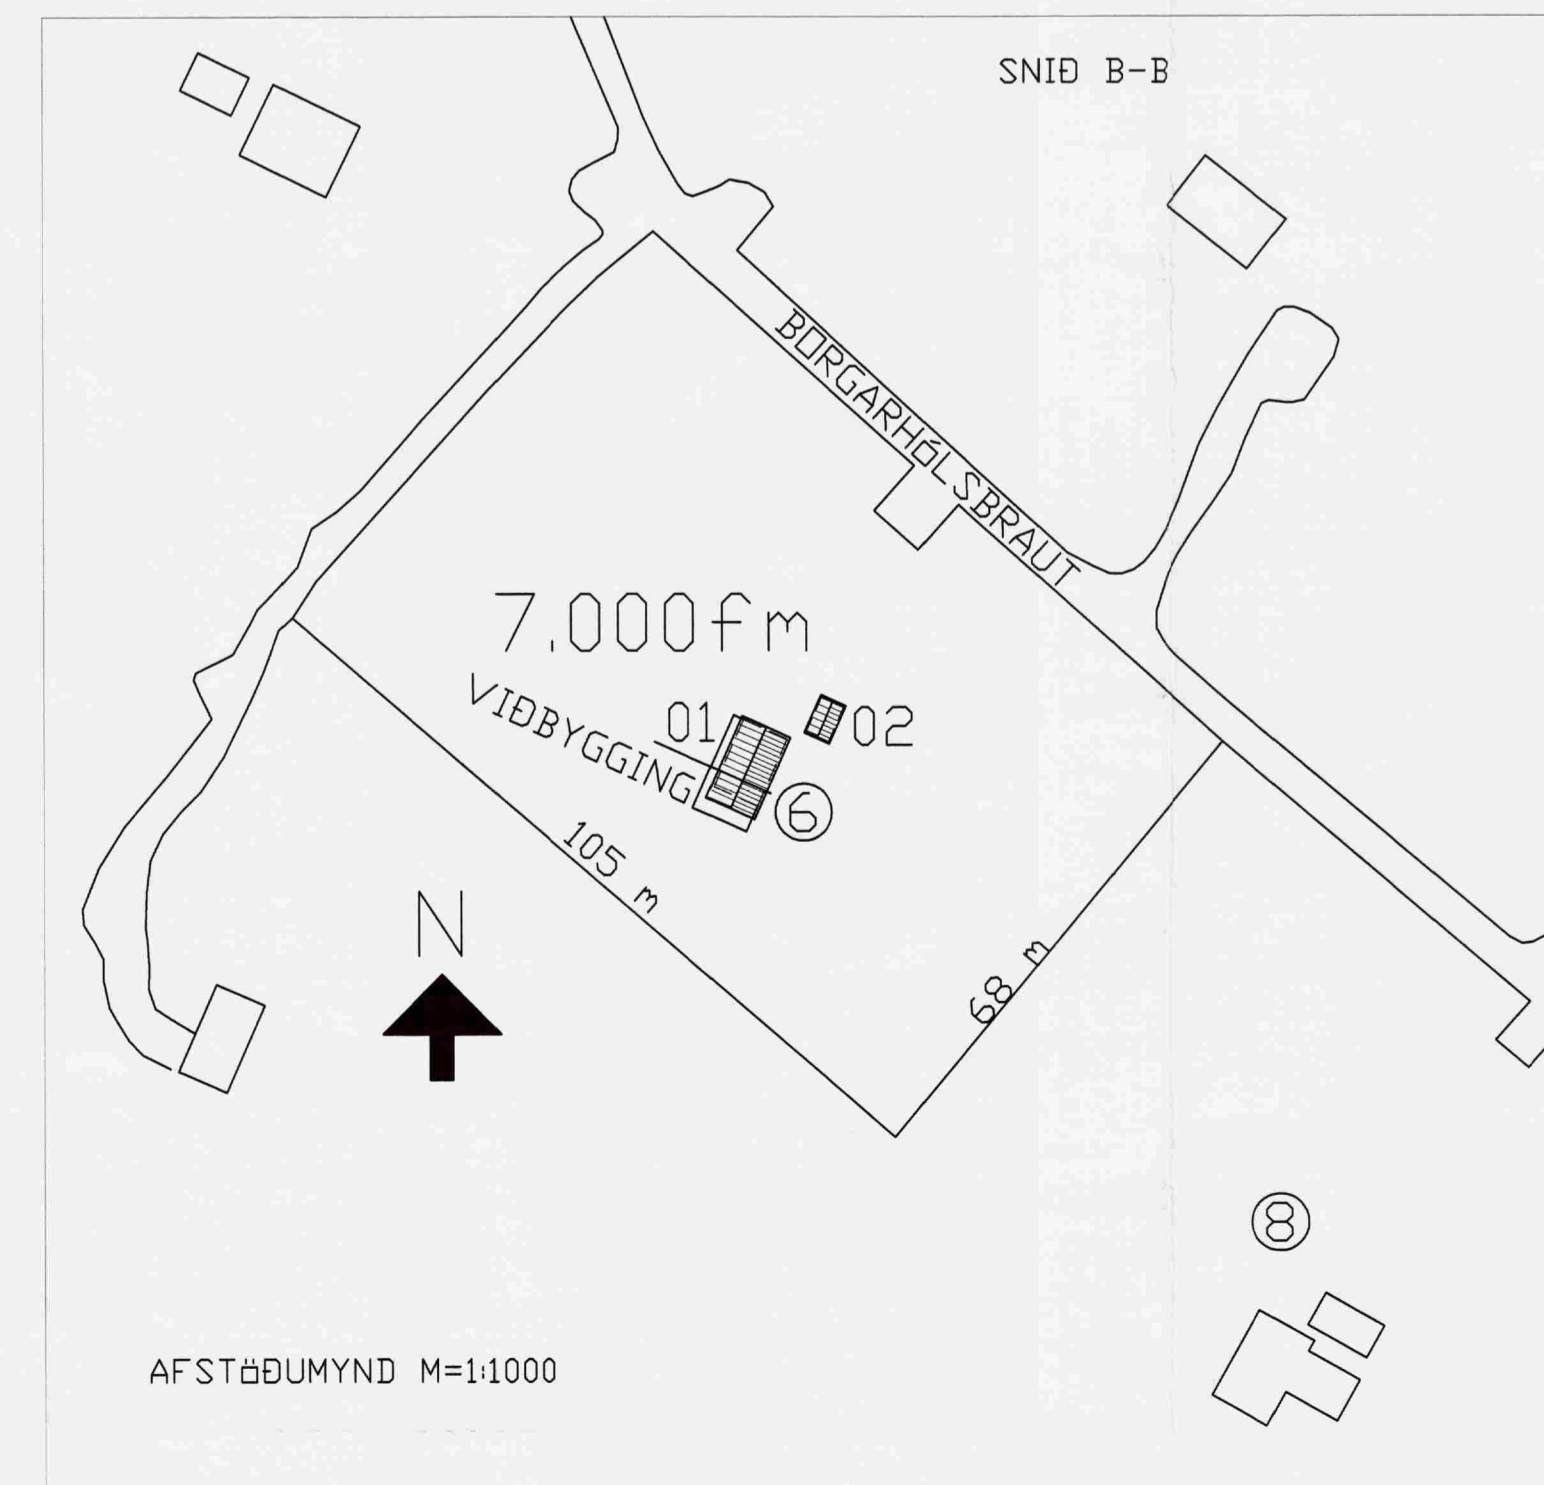 SNIÐ B-B
BORGARHÓLSBRAUT
7.000fm
VIÐBYGGING
01
02
6
105 m
68 m
N
8
AFSTÖÐUMYND M=1:1000